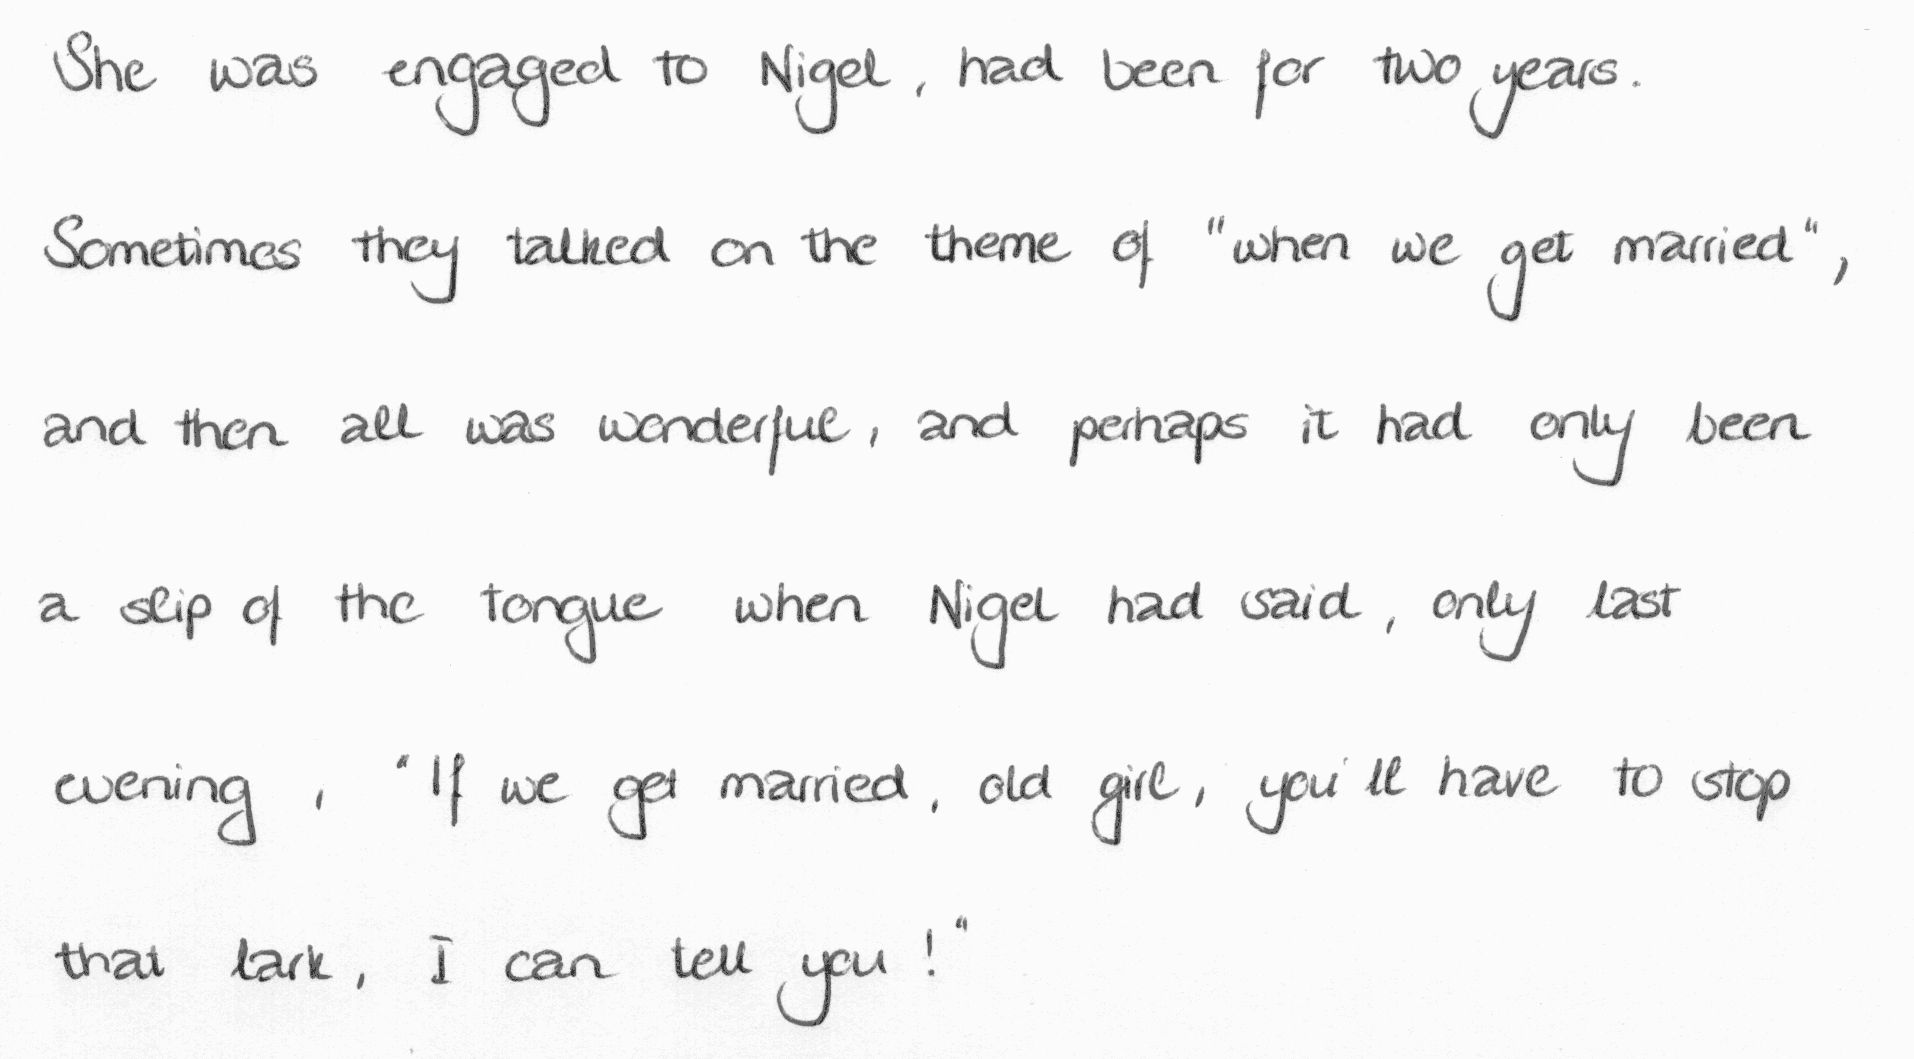 She was engaged to Nigel, had been for two years.
Sometimes they talked on the theme of "when we get married",
and then all was wonderful, and perhaps it had only been
a slip of the tongue when Nigel had said, only last
evening, "If we get married, old girl, you'll have to stop
that lark, I can tell you!"